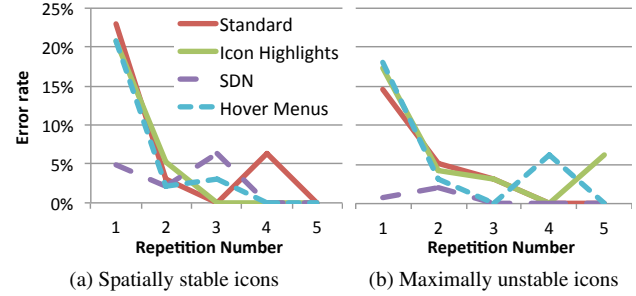 25%
20%
15%
10%
5%
0%
Error rate
Standard
Icon Highlights
SDN
Hover Menus
1 2 3 4 5
Repetition Number
1 2 3 4 5
Repetition Number
(a) Spatially stable icons
(b) Maximally unstable icons